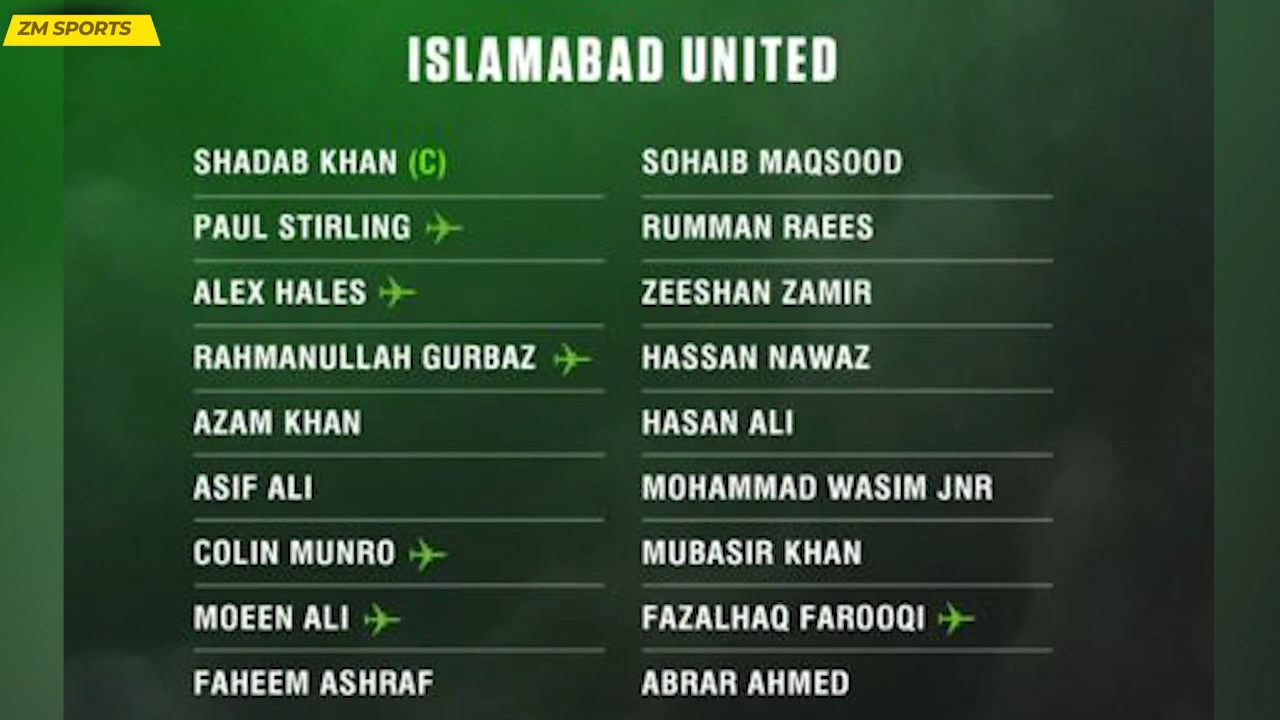 ZM SPORTS
ISLAMABAD UNITED
SHADAB KHAN (C)
PAUL STIRLING
ALEX HALES
RAHMANULLAH GURBAZ
AZAM KHAN
ASIF ALI
COLIN MUNRO
MOEEN ALI
FAHEEM ASHRAF
SOHAIB MAQSOOD
RUMMAN RAEES
ZEESHAN ZAMIR
HASSAN NAWAZ
HASAN ALI
MOHAMMAD WASIM JNR
MUBASIR KHAN
FAZALHAQ FAROOQI
ABRAR AHMED